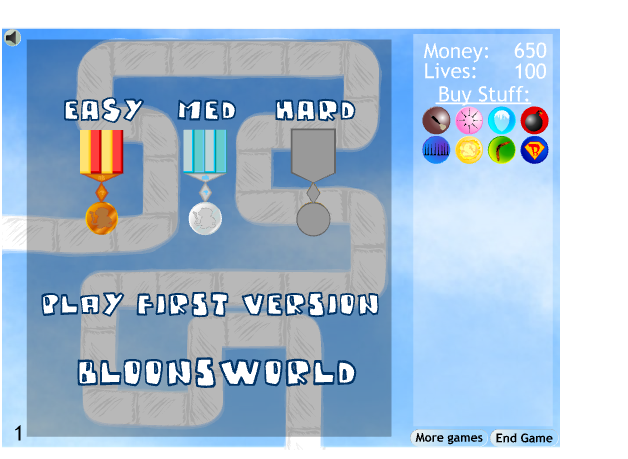 Money: 650
Lives: 100
Buy Stuff:
EASY MED HARD
PLAY FIRST VERSION
BLOONSWORLD
1
More games End Game